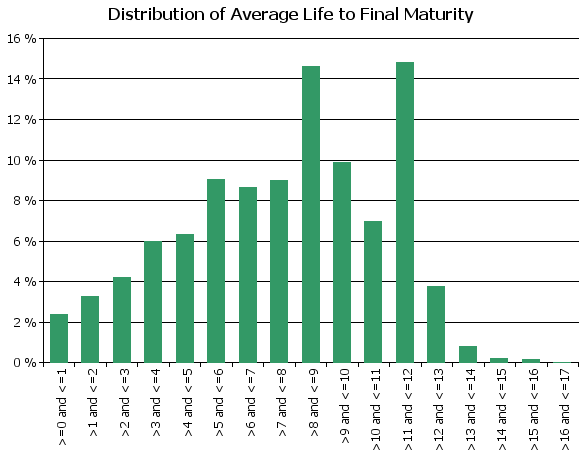 Distribution of Average Life to Final Maturity
16 %
14 %
12 %
10 %
8 %
6 %
4 %
2 %
0 %
>=0 and <=1
>1 and <=2
>2 and <=3
>3 and <=4
>4 and <=5
>5 and <=6
>6 and <=7
>7 and <=8
>8 and <=9
>9 and <=10
>10 and <=11
>11 and <=12
>12 and <=13
>13 and <=14
>14 and <=15
>15 and <=16
>16 and <=17